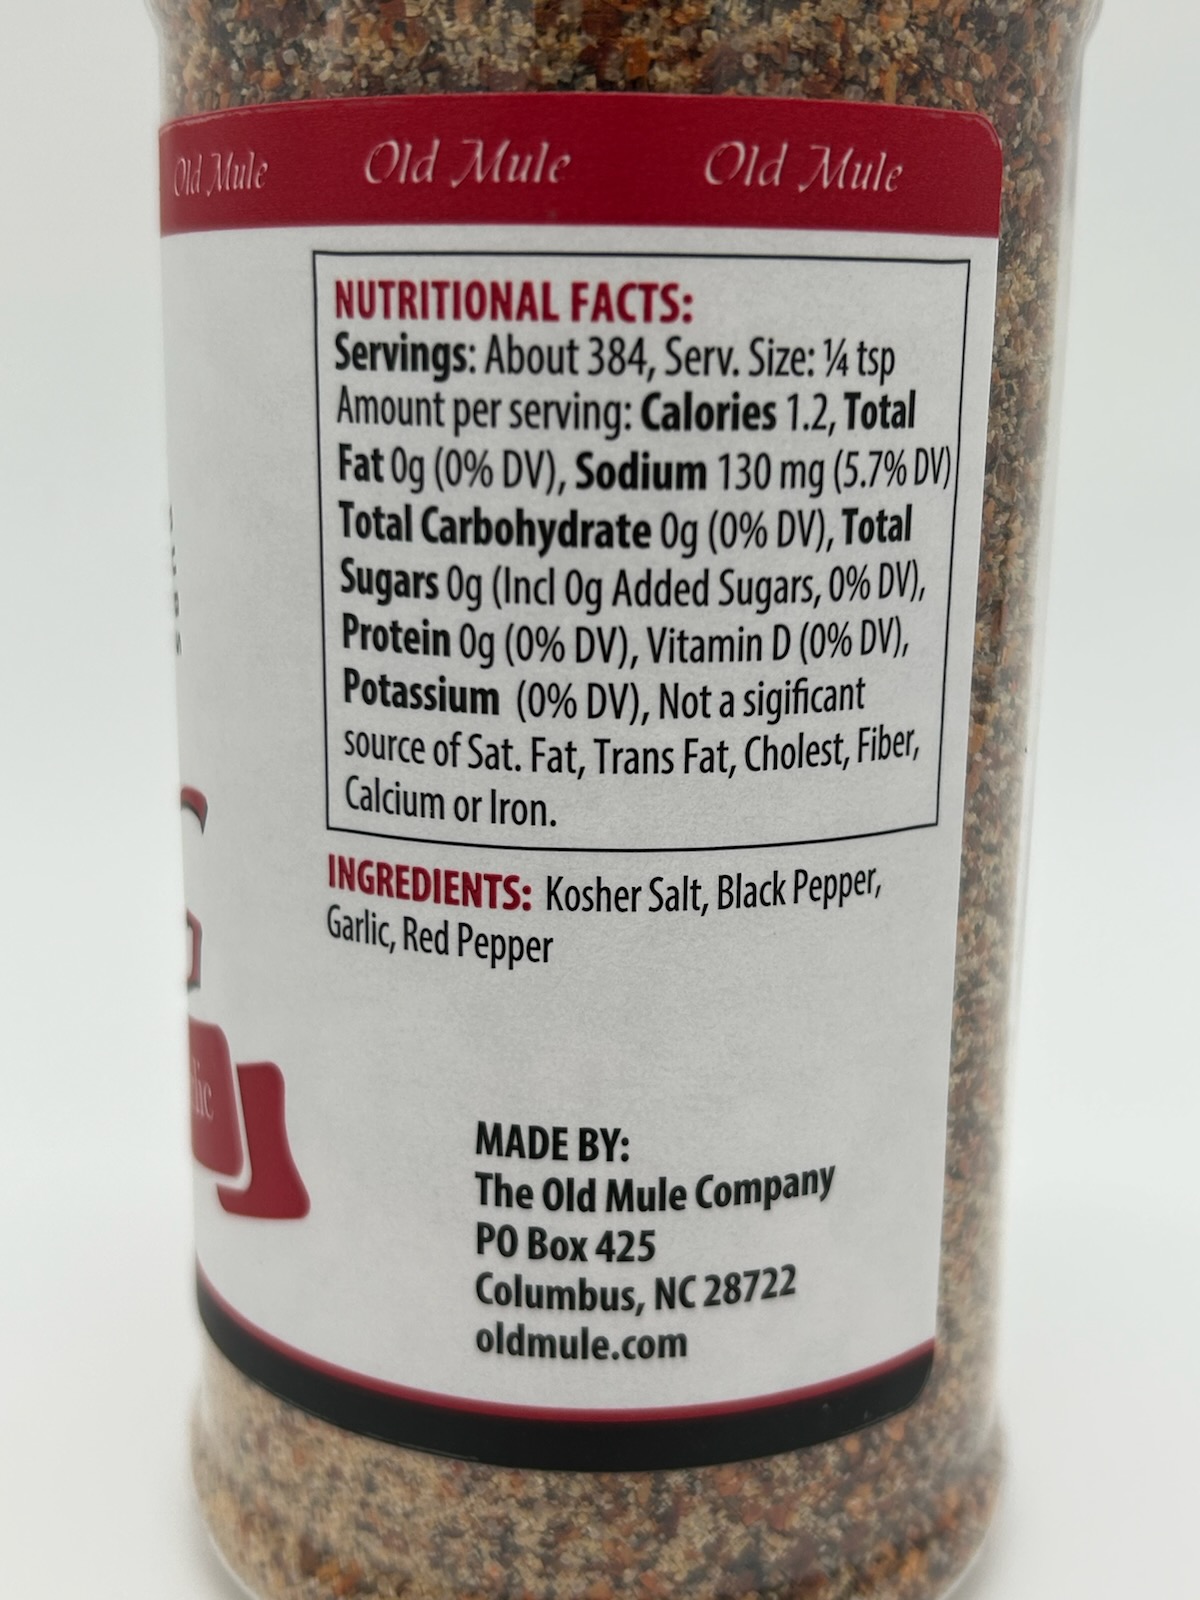 Old Mule Old Mule Old Mule
NUTRITIONAL FACTS:
Servings: About 384, Serv. Size: ¼ tsp
Amount per serving: Calories 1.2, Total
Fat 0g (0% DV), Sodium 130 mg (5.7% DV)
Total Carbohydrate 0g (0% DV), Total
Sugars 0g (Incl 0g Added Sugars, 0% DV),
Protein 0g (0% DV), Vitamin D (0% DV),
Potassium (0% DV), Not a sigificant
source of Sat. Fat, Trans Fat, Cholest, Fiber,
Calcium or Iron.
INGREDIENTS: Kosher Salt, Black Pepper,
Garlic, Red Pepper
MADE BY:
The Old Mule Company
PO Box 425
Columbus, NC 28722
oldmule.com